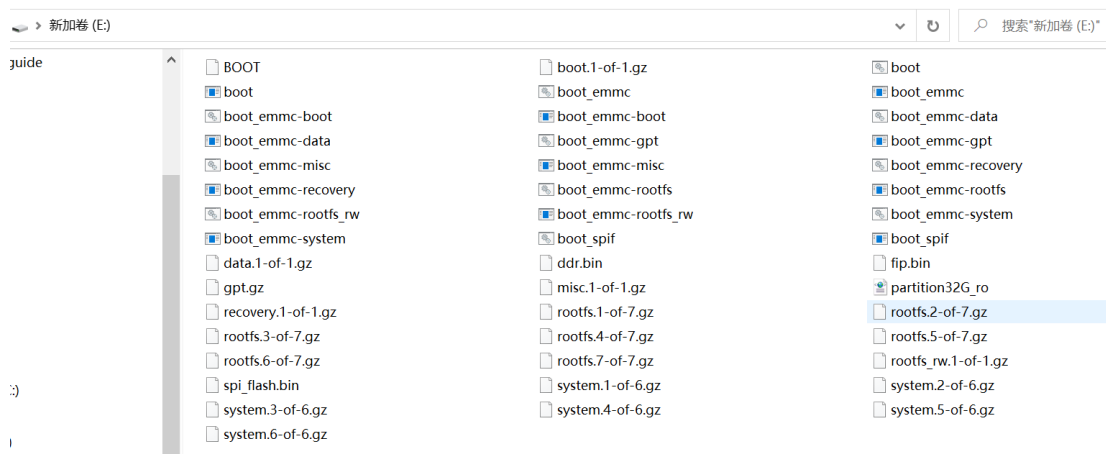 新加卷 (E:)
搜索"新加卷 (E:)"
guide
BOOT boot.1-of-1.gz boot
boot boot_emmc boot_emmc
boot_emmc-boot boot_emmc-boot boot_emmc-data
boot_emmc-data boot_emmc-gpt boot_emmc-gpt
boot_emmc-misc boot_emmc-misc boot_emmc-recovery
boot_emmc-recovery boot_emmc-rootfs boot_emmc-rootfs
boot_emmc-rootfs_rw boot_emmc-rootfs_rw boot_emmc-system
boot_emmc-system boot_spif boot_spif
data.1-of-1.gz ddr.bin fip.bin
gpt.gz misc.1-of-1.gz partition32G_ro
recovery.1-of-1.gz rootfs.1-of-7.gz rootfs.2-of-7.gz
rootfs.3-of-7.gz rootfs.4-of-7.gz rootfs.5-of-7.gz
rootfs.6-of-7.gz rootfs.7-of-7.gz rootfs_rw.1-of-1.gz
spi_flash.bin system.1-of-6.gz system.2-of-6.gz
system.3-of-6.gz system.4-of-6.gz system.5-of-6.gz
system.6-of-6.gz